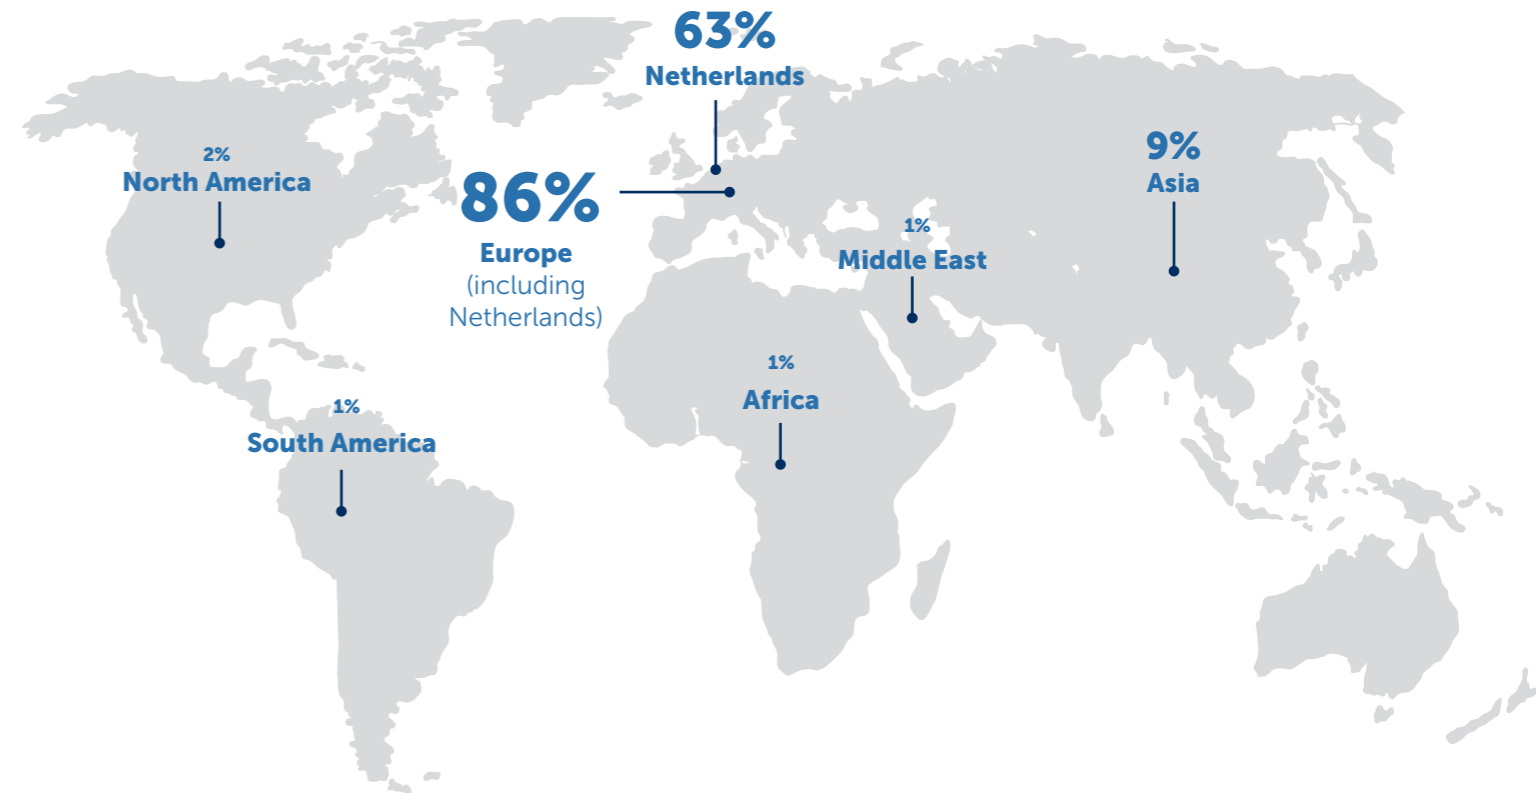 63%
Netherlands
2%
North America
86%
Europe
(including
Netherlands)
9%
Asia
1%
Middle East
1%
Africa
1%
South America